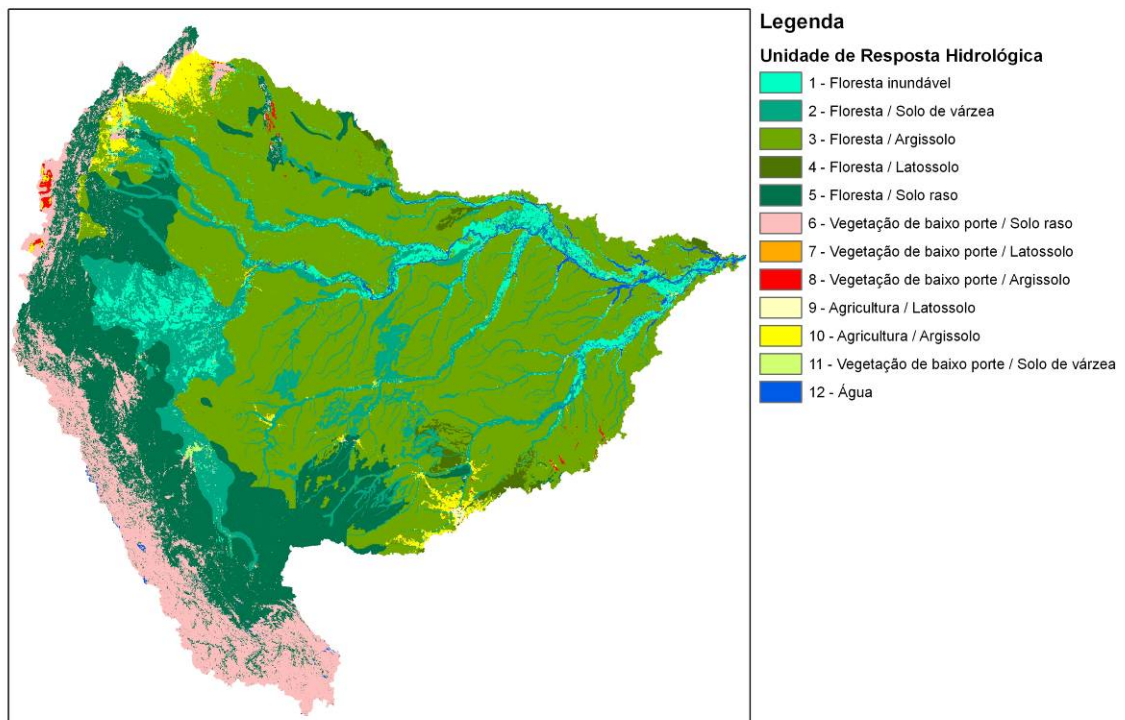 Legenda
Unidade de Resposta Hidrológica
1 - Floresta inundável
2 - Floresta / Solo de várzea
3 - Floresta / Argissolo
4 - Floresta / Latossolo
5 - Floresta / Solo raso
6 - Vegetação de baixo porte / Solo raso
7 - Vegetação de baixo porte / Latossolo
8 - Vegetação de baixo porte / Argissolo
9 - Agricultura / Latossolo
10 - Agricultura / Argissolo
11 - Vegetação de baixo porte / Solo de várzea
12 - Água